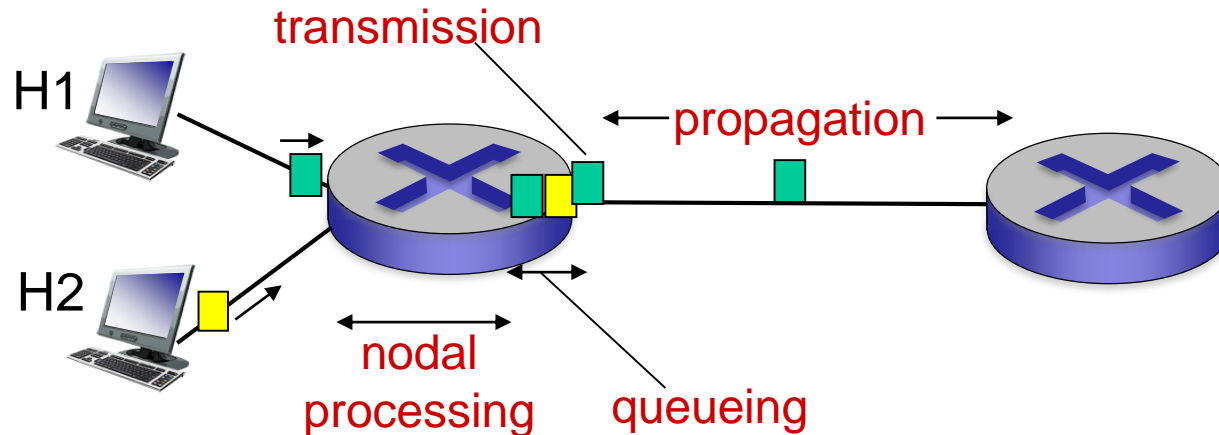 transmission
H1
propagation
H2
nodal
processing
queueing